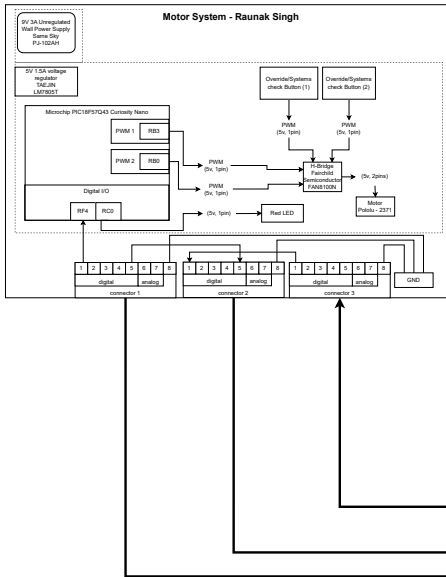 Motor System - Raunak Singh
9V 3A Unregulated
Wall Power Supply
Same Sky
PJ-102AH
5V 1.5A voltage
regulator
TAEJIN
LM7805T
Override/Systems
check Button (1)
Override/Systems
check Button (2)
Microchip PIC18F57Q43 Curiosity Nano
PWM 1
RB3
PWM 2
RB0
PWM
(5v, 1pin)
PWM
(5v, 1pin)
PWM
(5v, 1pin)
PWM
(5v, 1pin)
H-Bridge
Fairchild
Semiconductor
FAN8100N
(5v, 2pins)
Motor
Pololu - 2371
Digital I/O
RF4
RC0
(5v, 1pin)
Red LED
1 2 3 4 5 6 7 8
digital analog
connector 1
1 2 3 4 5 6 7 8
digital analog
connector 2
1 2 3 4 5 6 7 8
digital analog
connector 3
GND